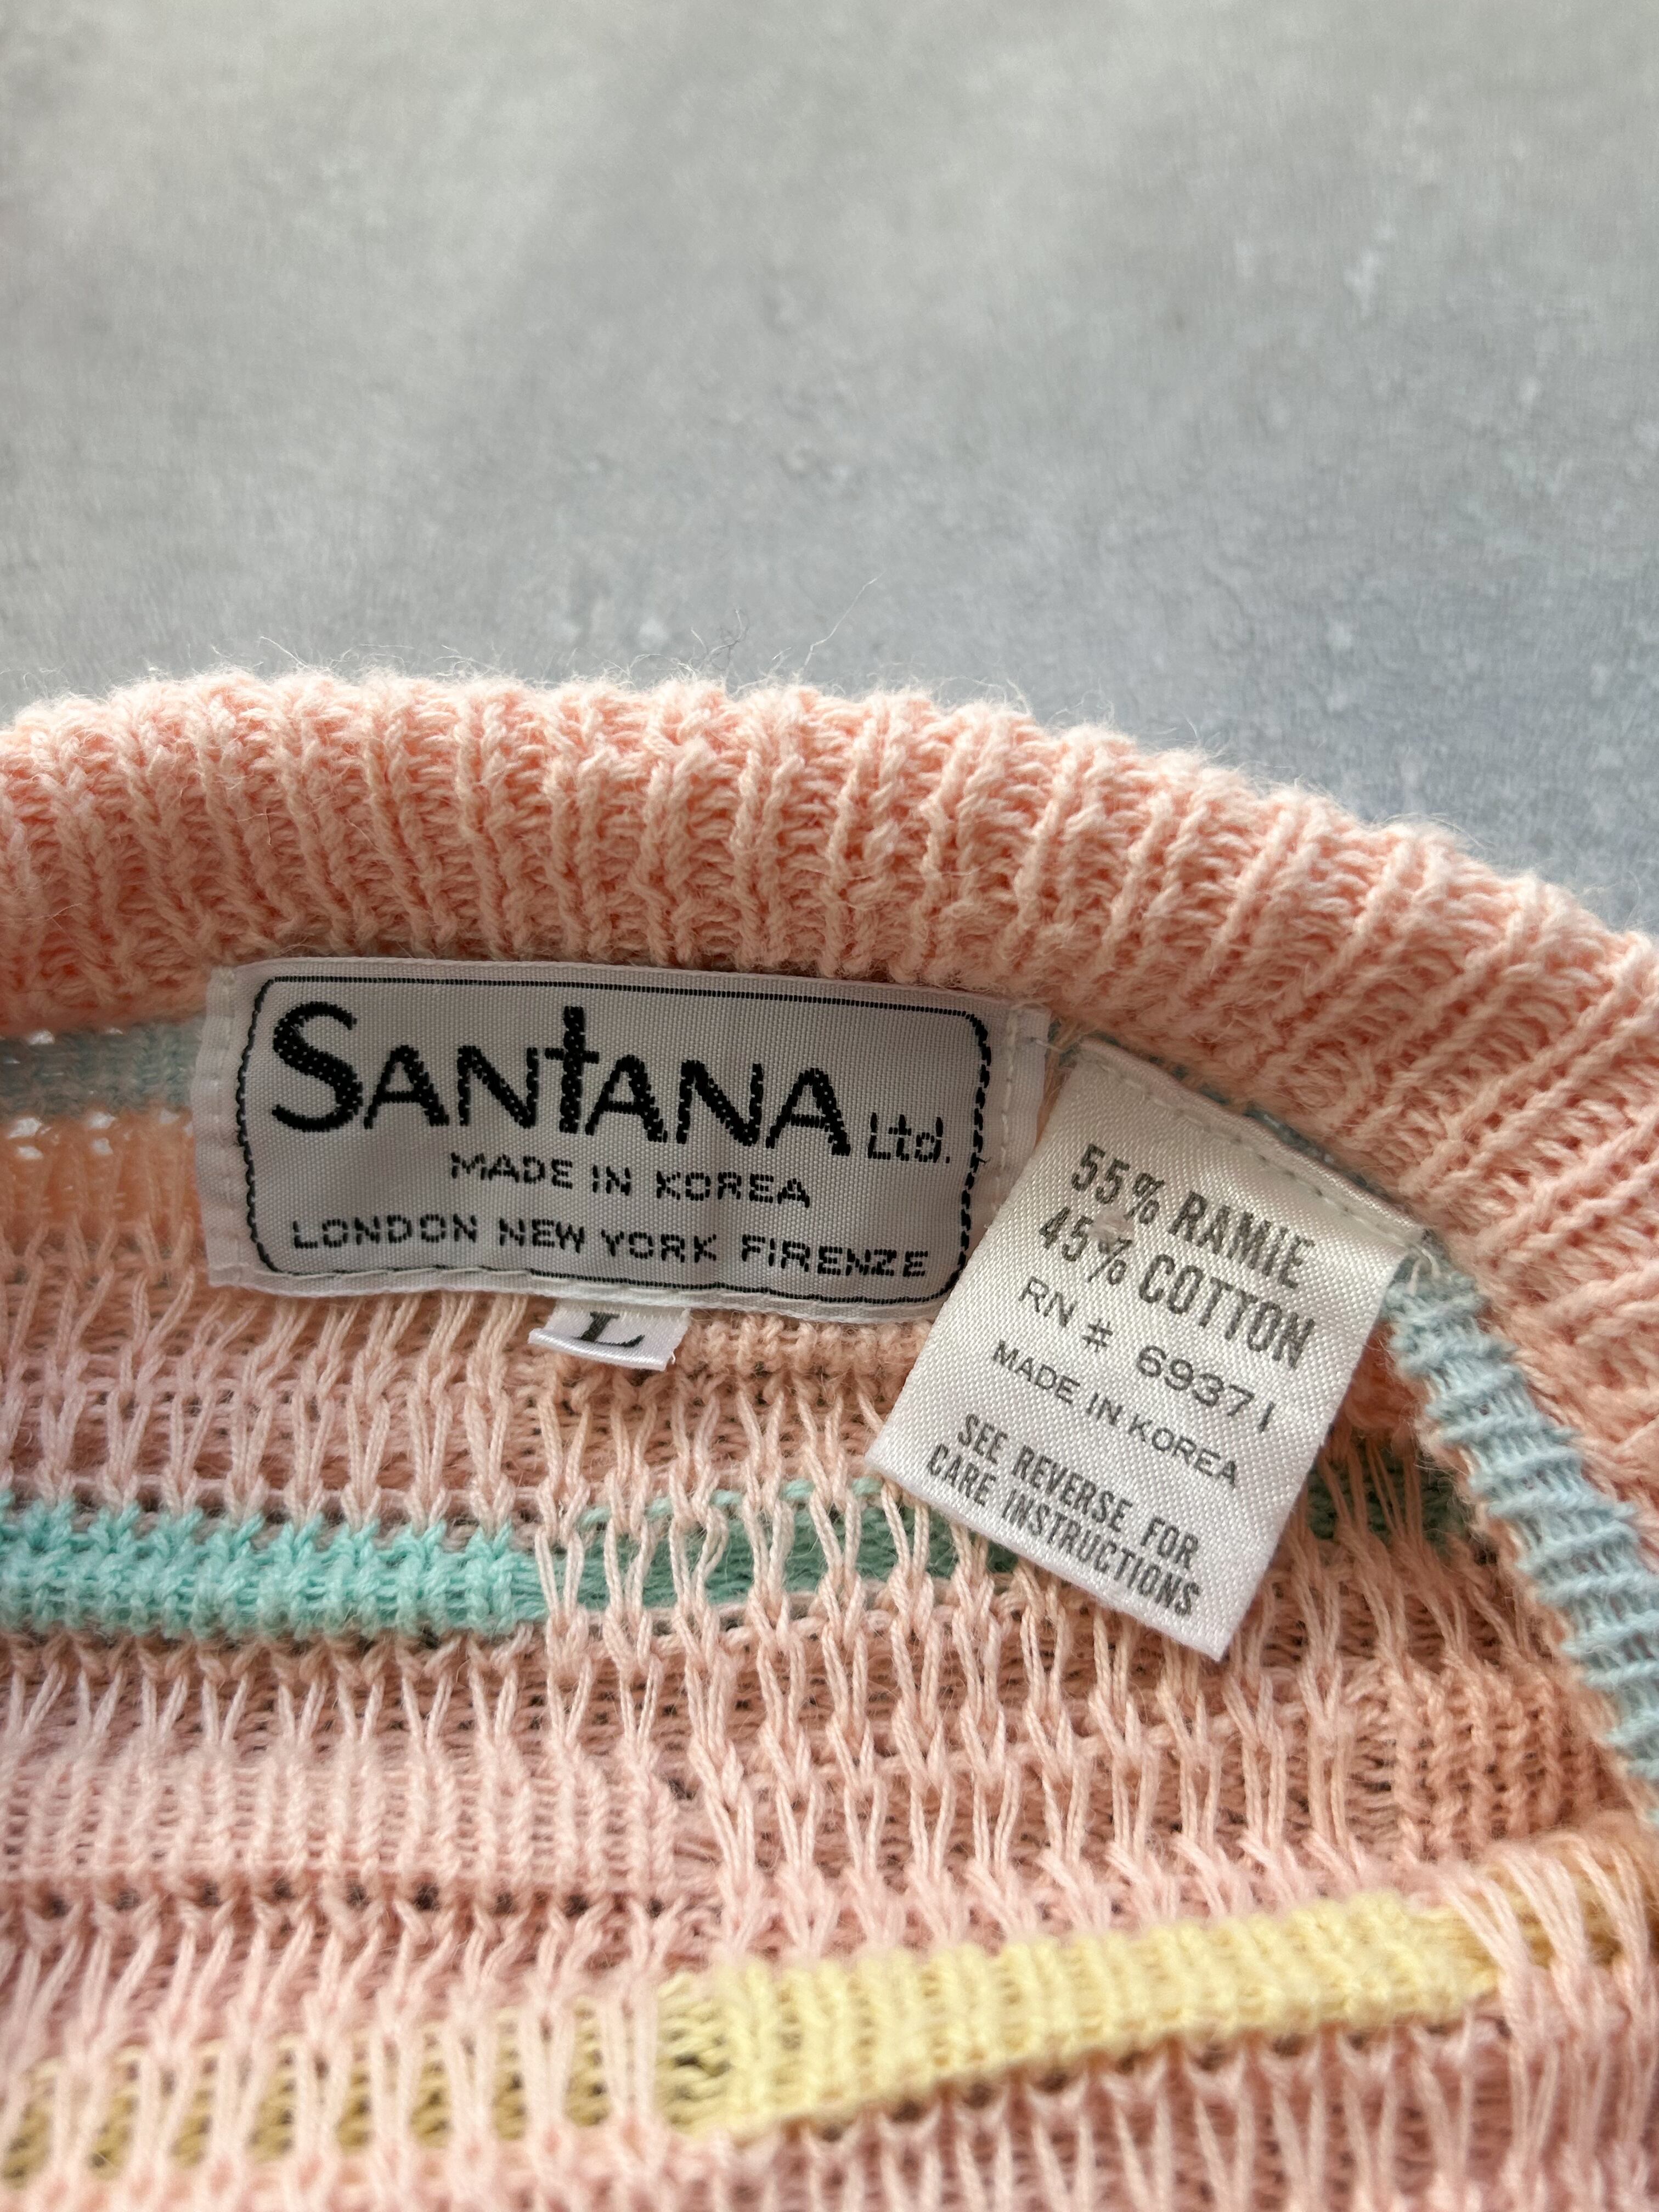 SANTANA Ltd.
MADE IN KOREA
LONDON NEW YORK FIRENZE
L
55% RAMIE
45% COTTON
RN # 69371
MADE IN KOREA
SEE REVERSE FOR
CARE INSTRUCTIONS